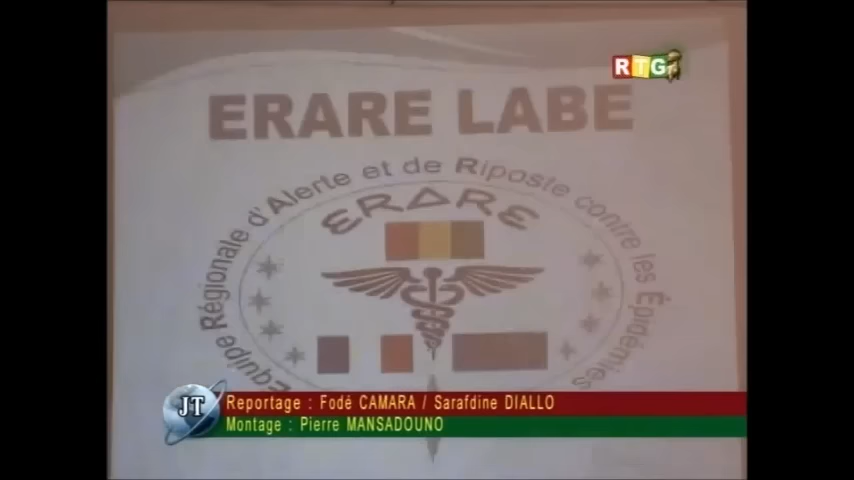 RTG
ERARE LABE
Equipe Régionale d'Alerte et de Riposte contre les Épidémies
ERARE
JT
Reportage : Fodé CAMARA / Sarafdine DIALLO
Montage : Pierre MANSADOUNO